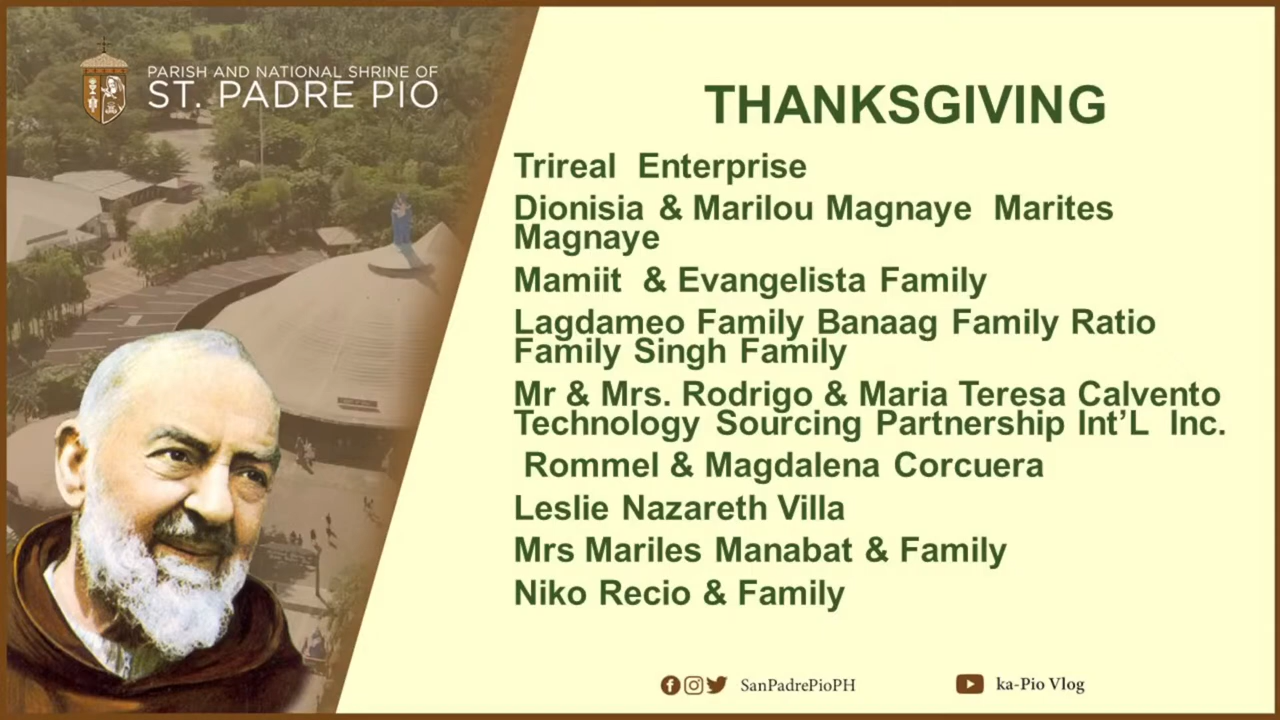 PARISH AND NATIONAL SHRINE OF
ST. PADRE PIO
THANKSGIVING
Trireal Enterprise
Dionisia & Marilou Magnaye Marites
Magnaye
Mamiit & Evangelista Family
Lagdameo Family Banaag Family Ratio
Family Singh Family
Mr & Mrs. Rodrigo & Maria Teresa Calvento
Technology Sourcing Partnership Int’L Inc.
Rommel & Magdalena Corcuera
Leslie Nazareth Villa
Mrs Mariles Manabat & Family
Niko Recio & Family
SanPadrePioPH
ka-Pio Vlog